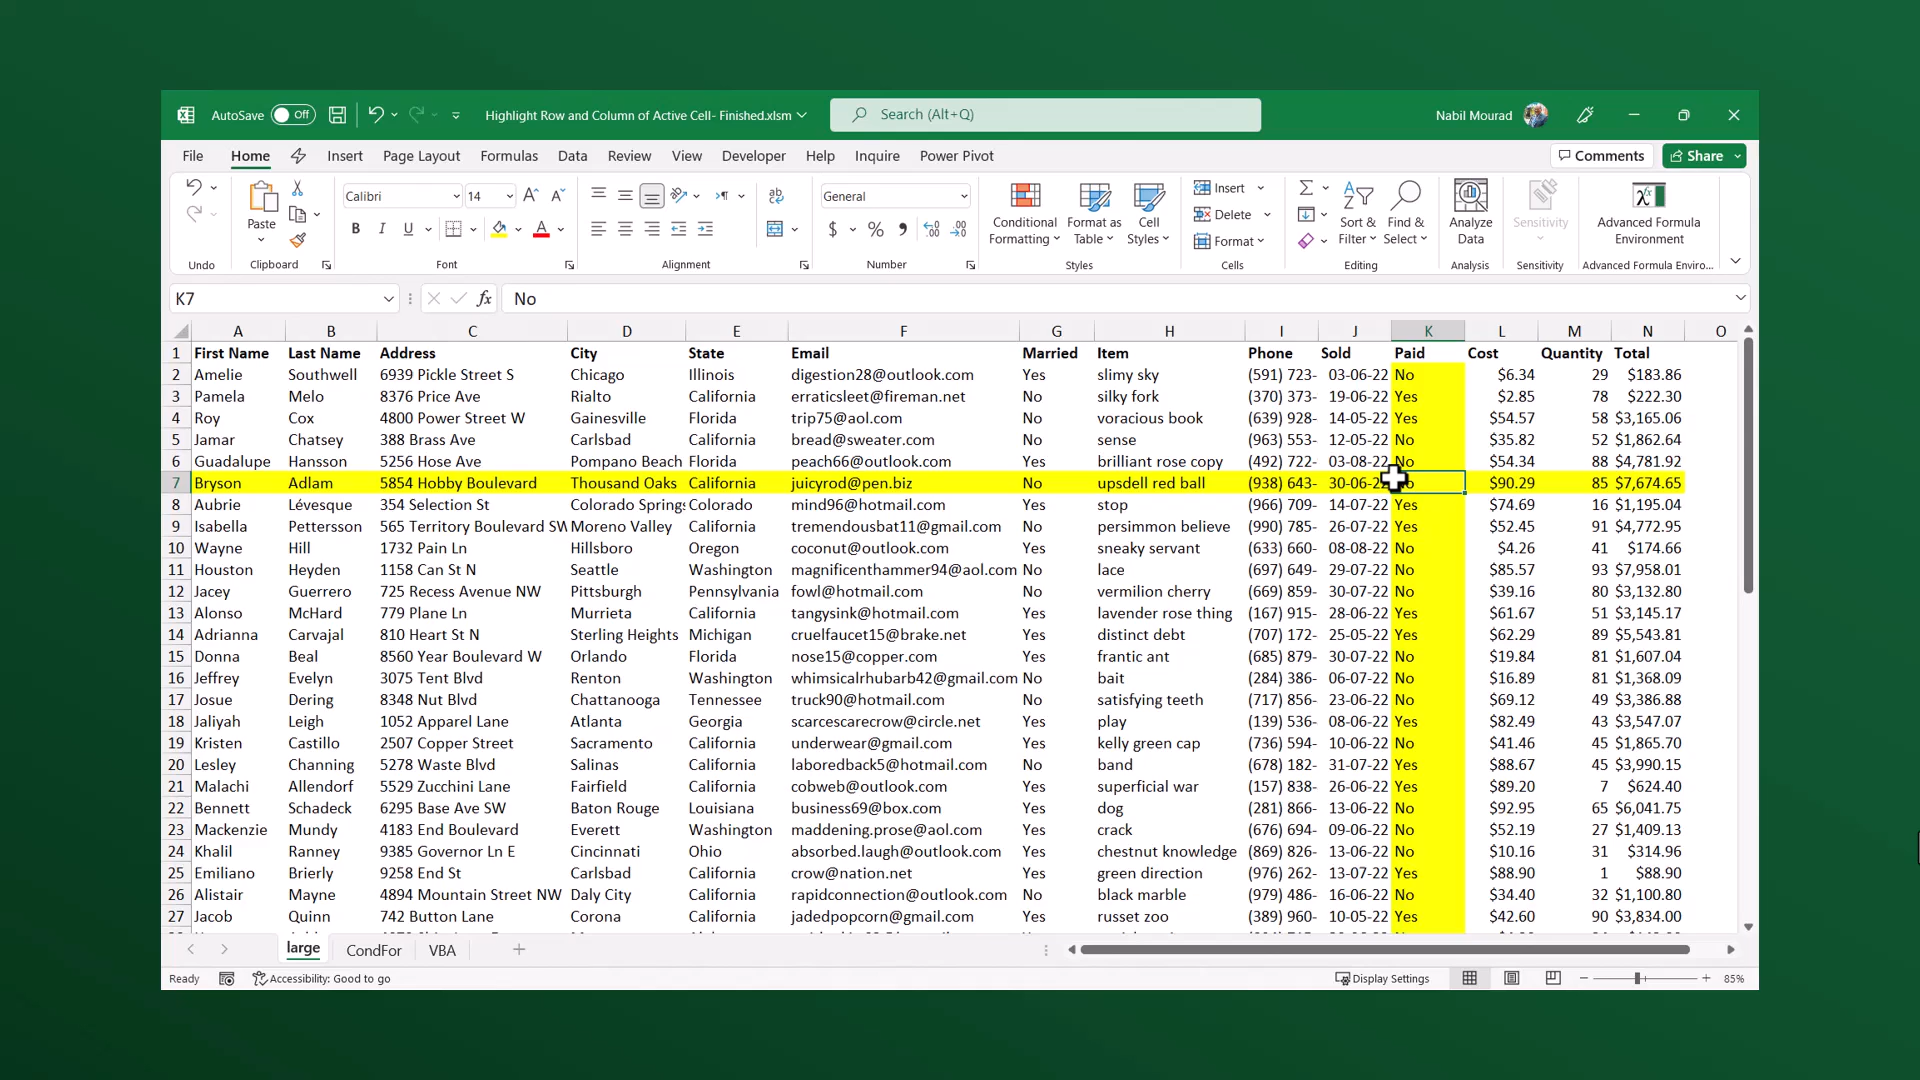 AutoSave Off Highlight Row and Column of Active Cell- Finished.xlsm Search (Alt+Q) Nabil Mourad
File Home Insert Page Layout Formulas Data Review View Developer Help Inquire Power Pivot Comments Share
Paste Calibri 14 General Conditional Formatting Format as Table Cell Styles Insert Delete Format Sort & Filter Find & Select Analyze Data Sensitivity Advanced Formula Environment
Undo Clipboard Font Alignment Number Styles Cells Editing Analysis Sensitivity Advanced Formula Enviro...
K7 fx No
A B C D E F G H I J K L M N O
1 First Name Last Name Address City State Email Married Item Phone Sold Paid Cost Quantity Total
2 Amelie Southwell 6939 Pickle Street S Chicago Illinois digestion28@outlook.com Yes slimy sky (591) 723- 03-06-22 No $6.34 29 $183.86
3 Pamela Melo 8376 Price Ave Rialto California erraticsleet@fireman.net No silky fork (370) 373- 19-06-22 Yes $2.85 78 $222.30
4 Roy Cox 4800 Power Street W Gainesville Florida trip75@aol.com No voracious book (639) 928- 14-05-22 Yes $54.57 58 $3,165.06
5 Jamar Chatsey 388 Brass Ave Carlsbad California bread@sweater.com No sense (963) 553- 12-05-22 No $35.82 52 $1,862.64
6 Guadalupe Hansson 5256 Hose Ave Pompano Beach Florida peach66@outlook.com Yes brilliant rose copy (492) 722- 03-08-22 No $54.34 88 $4,781.92
7 Bryson Adlam 5854 Hobby Boulevard Thousand Oaks California juicyrod@pen.biz No upsdell red ball (938) 643- 30-06-22 No $90.29 85 $7,674.65
8 Aubrie Lévesque 354 Selection St Colorado Springs Colorado mind96@hotmail.com Yes stop (966) 709- 14-07-22 Yes $74.69 16 $1,195.04
9 Isabella Pettersson 565 Territory Boulevard SW Moreno Valley California tremendousbat11@gmail.com No persimmon believe (990) 785- 26-07-22 Yes $52.45 91 $4,772.95
10 Wayne Hill 1732 Pain Ln Hillsboro Oregon coconut@outlook.com Yes sneaky servant (633) 660- 08-08-22 No $4.26 41 $174.66
11 Houston Heyden 1158 Can St N Seattle Washington magnificenthammer94@aol.com No lace (697) 649- 29-07-22 No $85.57 93 $7,958.01
12 Jacey Guerrero 725 Recess Avenue NW Pittsburgh Pennsylvania fowl@hotmail.com No vermilion cherry (669) 859- 30-07-22 No $39.16 80 $3,132.80
13 Alonso McHard 779 Plane Ln Murrieta California tangysink@hotmail.com No lavender rose thing (167) 915- 28-06-22 Yes $61.67 51 $3,145.17
14 Adrianna Carvajal 810 Heart St N Sterling Heights Michigan cruelfaucet15@brake.net Yes distinct debt (707) 172- 25-05-22 Yes $62.29 89 $5,543.81
15 Donna Beal 8560 Year Boulevard W Orlando Florida nose15@copper.com Yes frantic ant (685) 879- 30-07-22 No $19.84 81 $1,607.04
16 Jeffrey Evelyn 3075 Tent Blvd Renton Washington whimsicalrhubarb42@gmail.com No bait (284) 386- 06-07-22 No $16.89 81 $1,368.09
17 Josue Dering 8348 Nut Blvd Chattanooga Tennessee truck90@hotmail.com No satisfying teeth (717) 856- 23-06-22 No $69.12 49 $3,386.88
18 Jaliyah Leigh 1052 Apparel Lane Atlanta Georgia scarcescarecrow@circle.net Yes play (139) 536- 08-06-22 Yes $82.49 43 $3,547.07
19 Kristen Castillo 2507 Copper Street Sacramento California underwear@gmail.com Yes kelly green cap (736) 594- 10-06-22 No $41.46 45 $1,865.70
20 Lesley Channing 5278 Waste Blvd Salinas California laboredback5@hotmail.com No band (678) 182- 31-07-22 Yes $88.67 45 $3,990.15
21 Malachi Allendorf 5529 Zucchini Lane Fairfield California cobweb@outlook.com Yes superficial war (157) 838- 26-06-22 Yes $89.20 7 $624.40
22 Bennett Schadeck 6295 Base Ave SW Baton Rouge Louisiana business69@box.com Yes dog (281) 866- 13-06-22 No $92.95 65 $6,041.75
23 Mackenzie Mundy 4183 End Boulevard Everett Washington maddening.prose@aol.com Yes crack (676) 694- 09-06-22 No $52.19 27 $1,409.13
24 Khalil Ranney 9385 Governor Ln E Cincinnati Ohio absorbed.laugh@outlook.com Yes chestnut knowledge (869) 826- 13-06-22 No $10.16 31 $314.96
25 Emiliano Brierly 9258 End St Carlsbad California crow@nation.net Yes green direction (976) 262- 13-07-22 Yes $88.90 1 $88.90
26 Alistair Mayne 4894 Mountain Street NW Daly City California rapidconnection@outlook.com No black marble (979) 486- 16-06-22 No $34.40 32 $1,100.80
27 Jacob Quinn 742 Button Lane Corona California jadedpopcorn@gmail.com Yes russet zoo (389) 960- 10-05-22 Yes $42.60 90 $3,834.00
large CondFor VBA
Ready Accessibility: Good to go Display Settings 85%